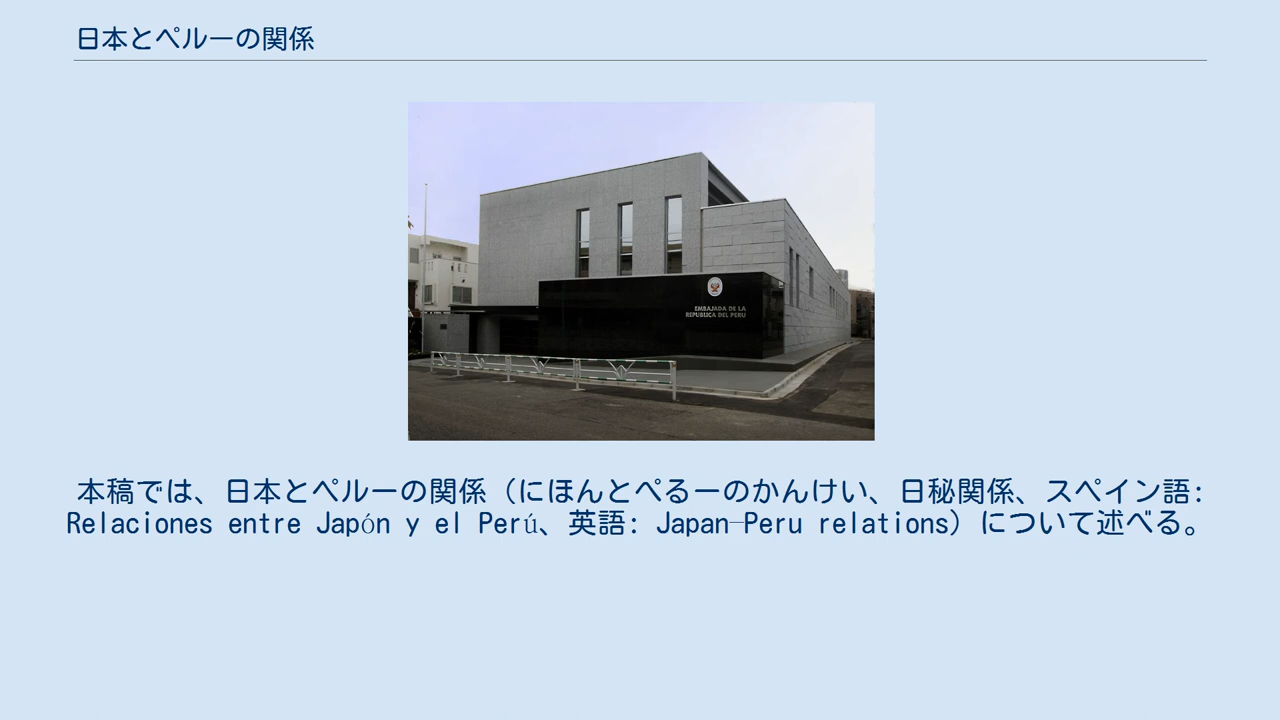 日本とペルーの関係
EMBAJADA DE LA
REPUBLICA DEL PERU
本稿では、日本とペルーの関係（にほんとぺるーのかんけい、日秘関係、スペイン語:
Relaciones entre Japón y el Perú、英語: Japan–Peru relations）について述べる。